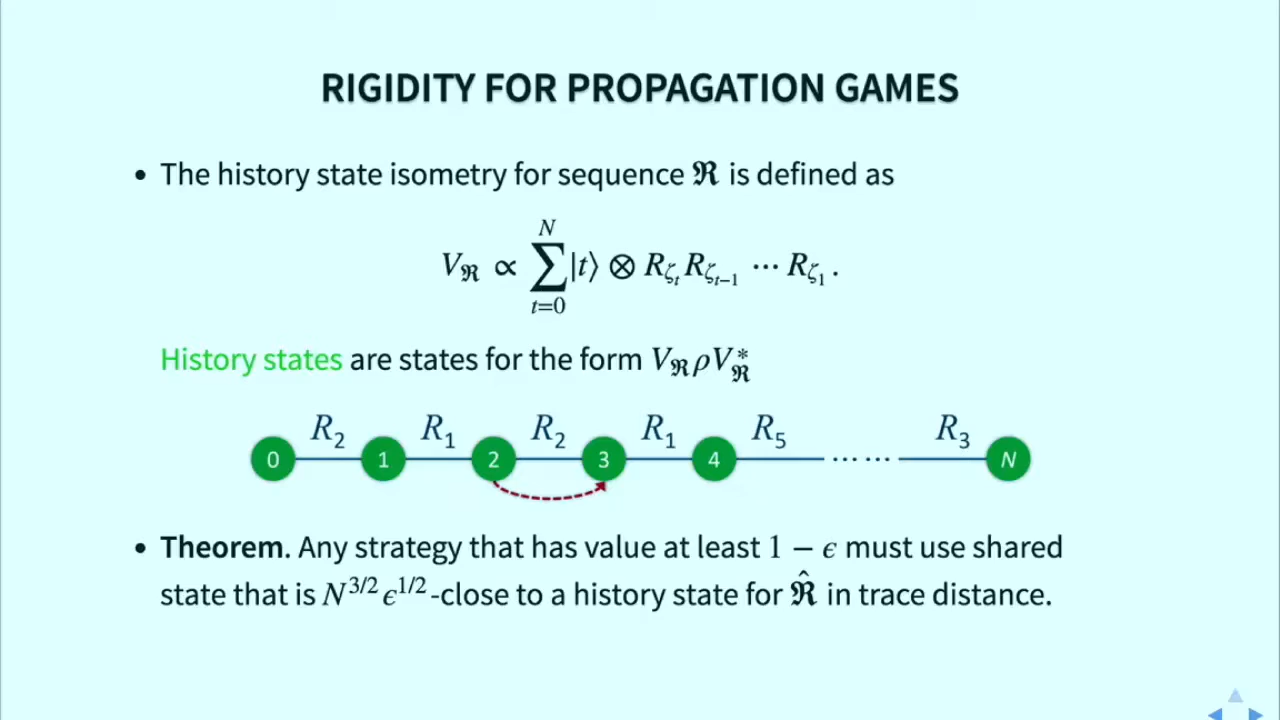 RIGIDITY FOR PROPAGATION GAMES
• The history state isometry for sequence ℜ is defined as
V_ℜ ∝ ∑_{t=0}^{N} |t⟩ ⊗ R_{ζ_t} R_{ζ_{t−1}} ⋯ R_{ζ_1} .
History states are states for the form V_ℜ ρ V_ℜ^*
R_2 R_1 R_2 R_1 R_5 R_3
0 1 2 3 4 ⋯⋯ N
• Theorem. Any strategy that has value at least 1 − ϵ must use shared
state that is N^{3/2} ϵ^{1/2}-close to a history state for \hat{ℜ} in trace distance.